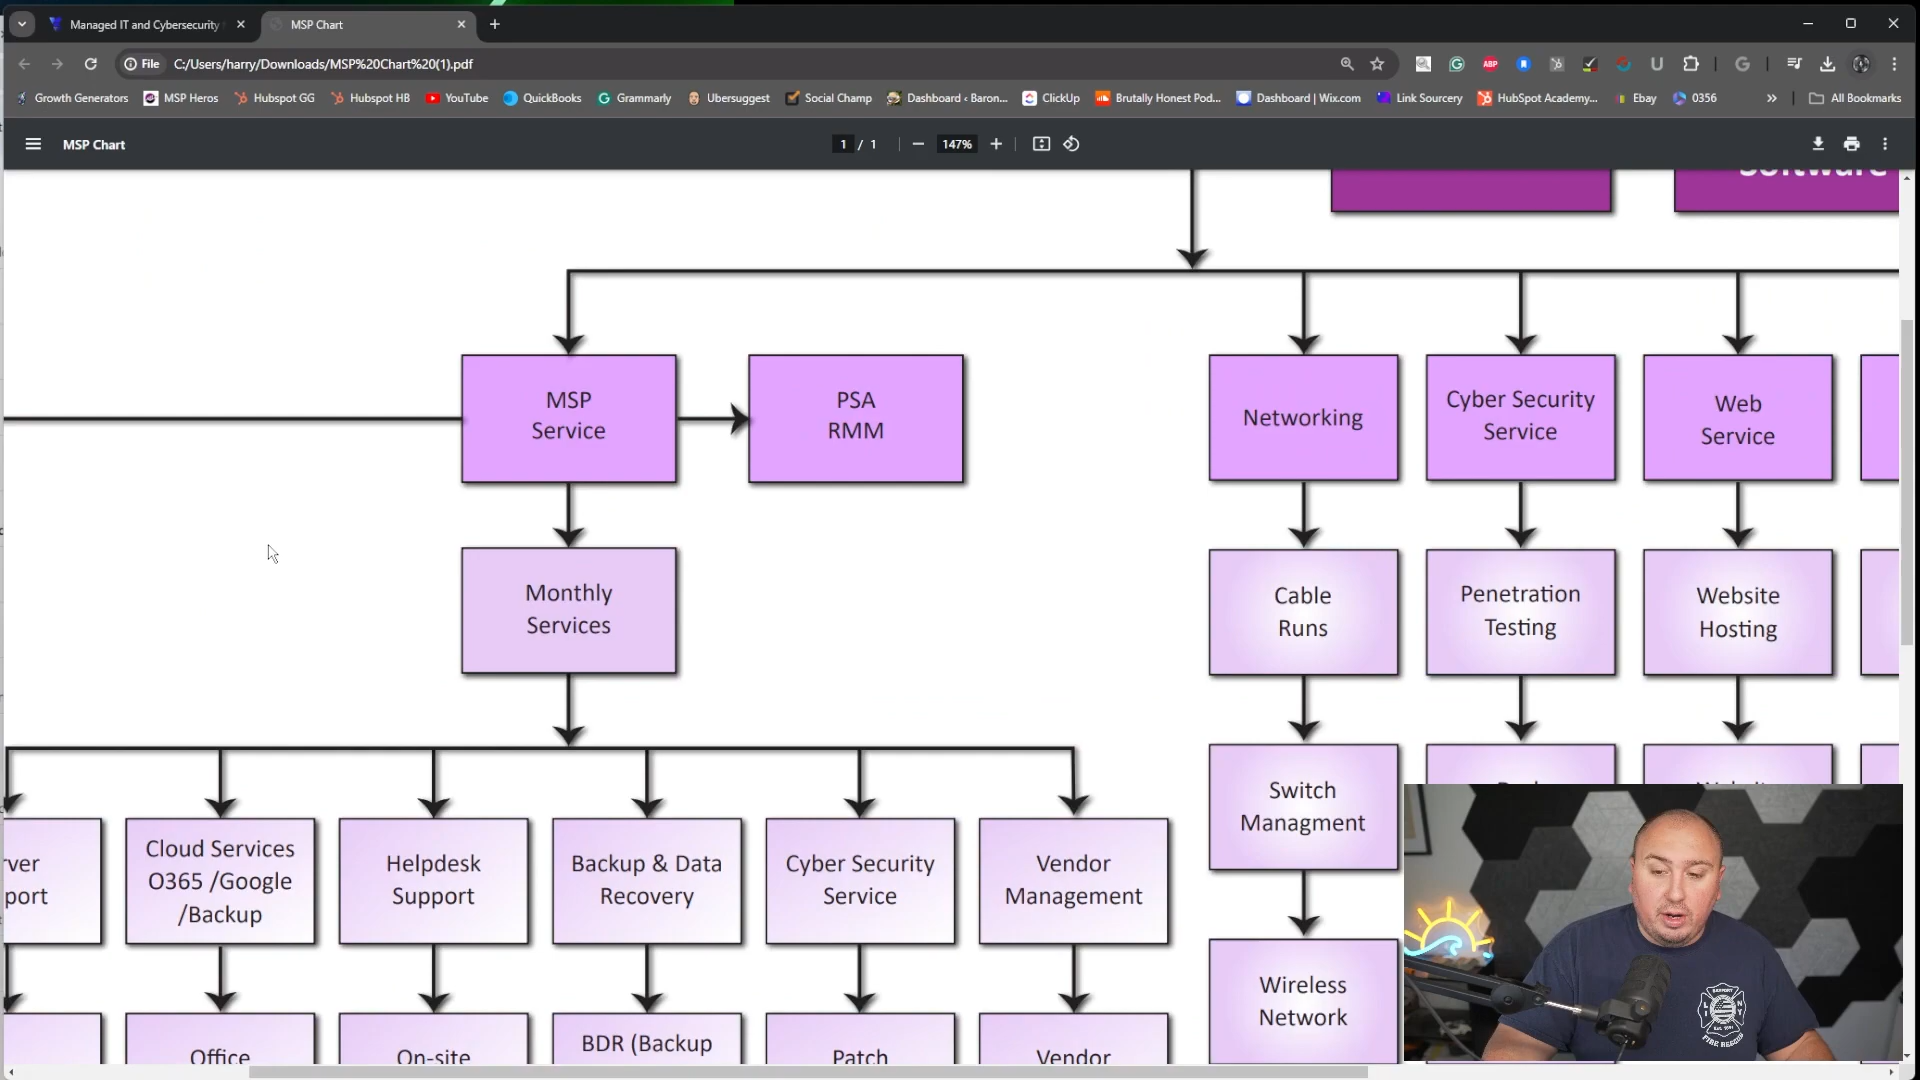 Managed IT and Cybersecurity
MSP Chart
File
C:/Users/harry/Downloads/MSP%20Chart%20(1).pdf
Growth Generators
MSP Heros
Hubspot GG
Hubspot HB
YouTube
QuickBooks
Grammarly
Ubersuggest
Social Champ
Dashboard ‹ Baron...
ClickUp
Brutally Honest Pod...
Dashboard | Wix.com
Link Sourcery
HubSpot Academy...
Ebay
0356
»
All Bookmarks
MSP Chart
1 / 1
147%
Software
MSP
Service
PSA
RMM
Networking
Cyber Security
Service
Web
Service
Monthly
Services
Cable
Runs
Penetration
Testing
Website
Hosting
Switch
Managment
rver
port
Cloud Services
O365 /Google
/Backup
Helpdesk
Support
Backup & Data
Recovery
Cyber Security
Service
Vendor
Management
Wireless
Network
Office
On-site
BDR (Backup
Patch
Vendor